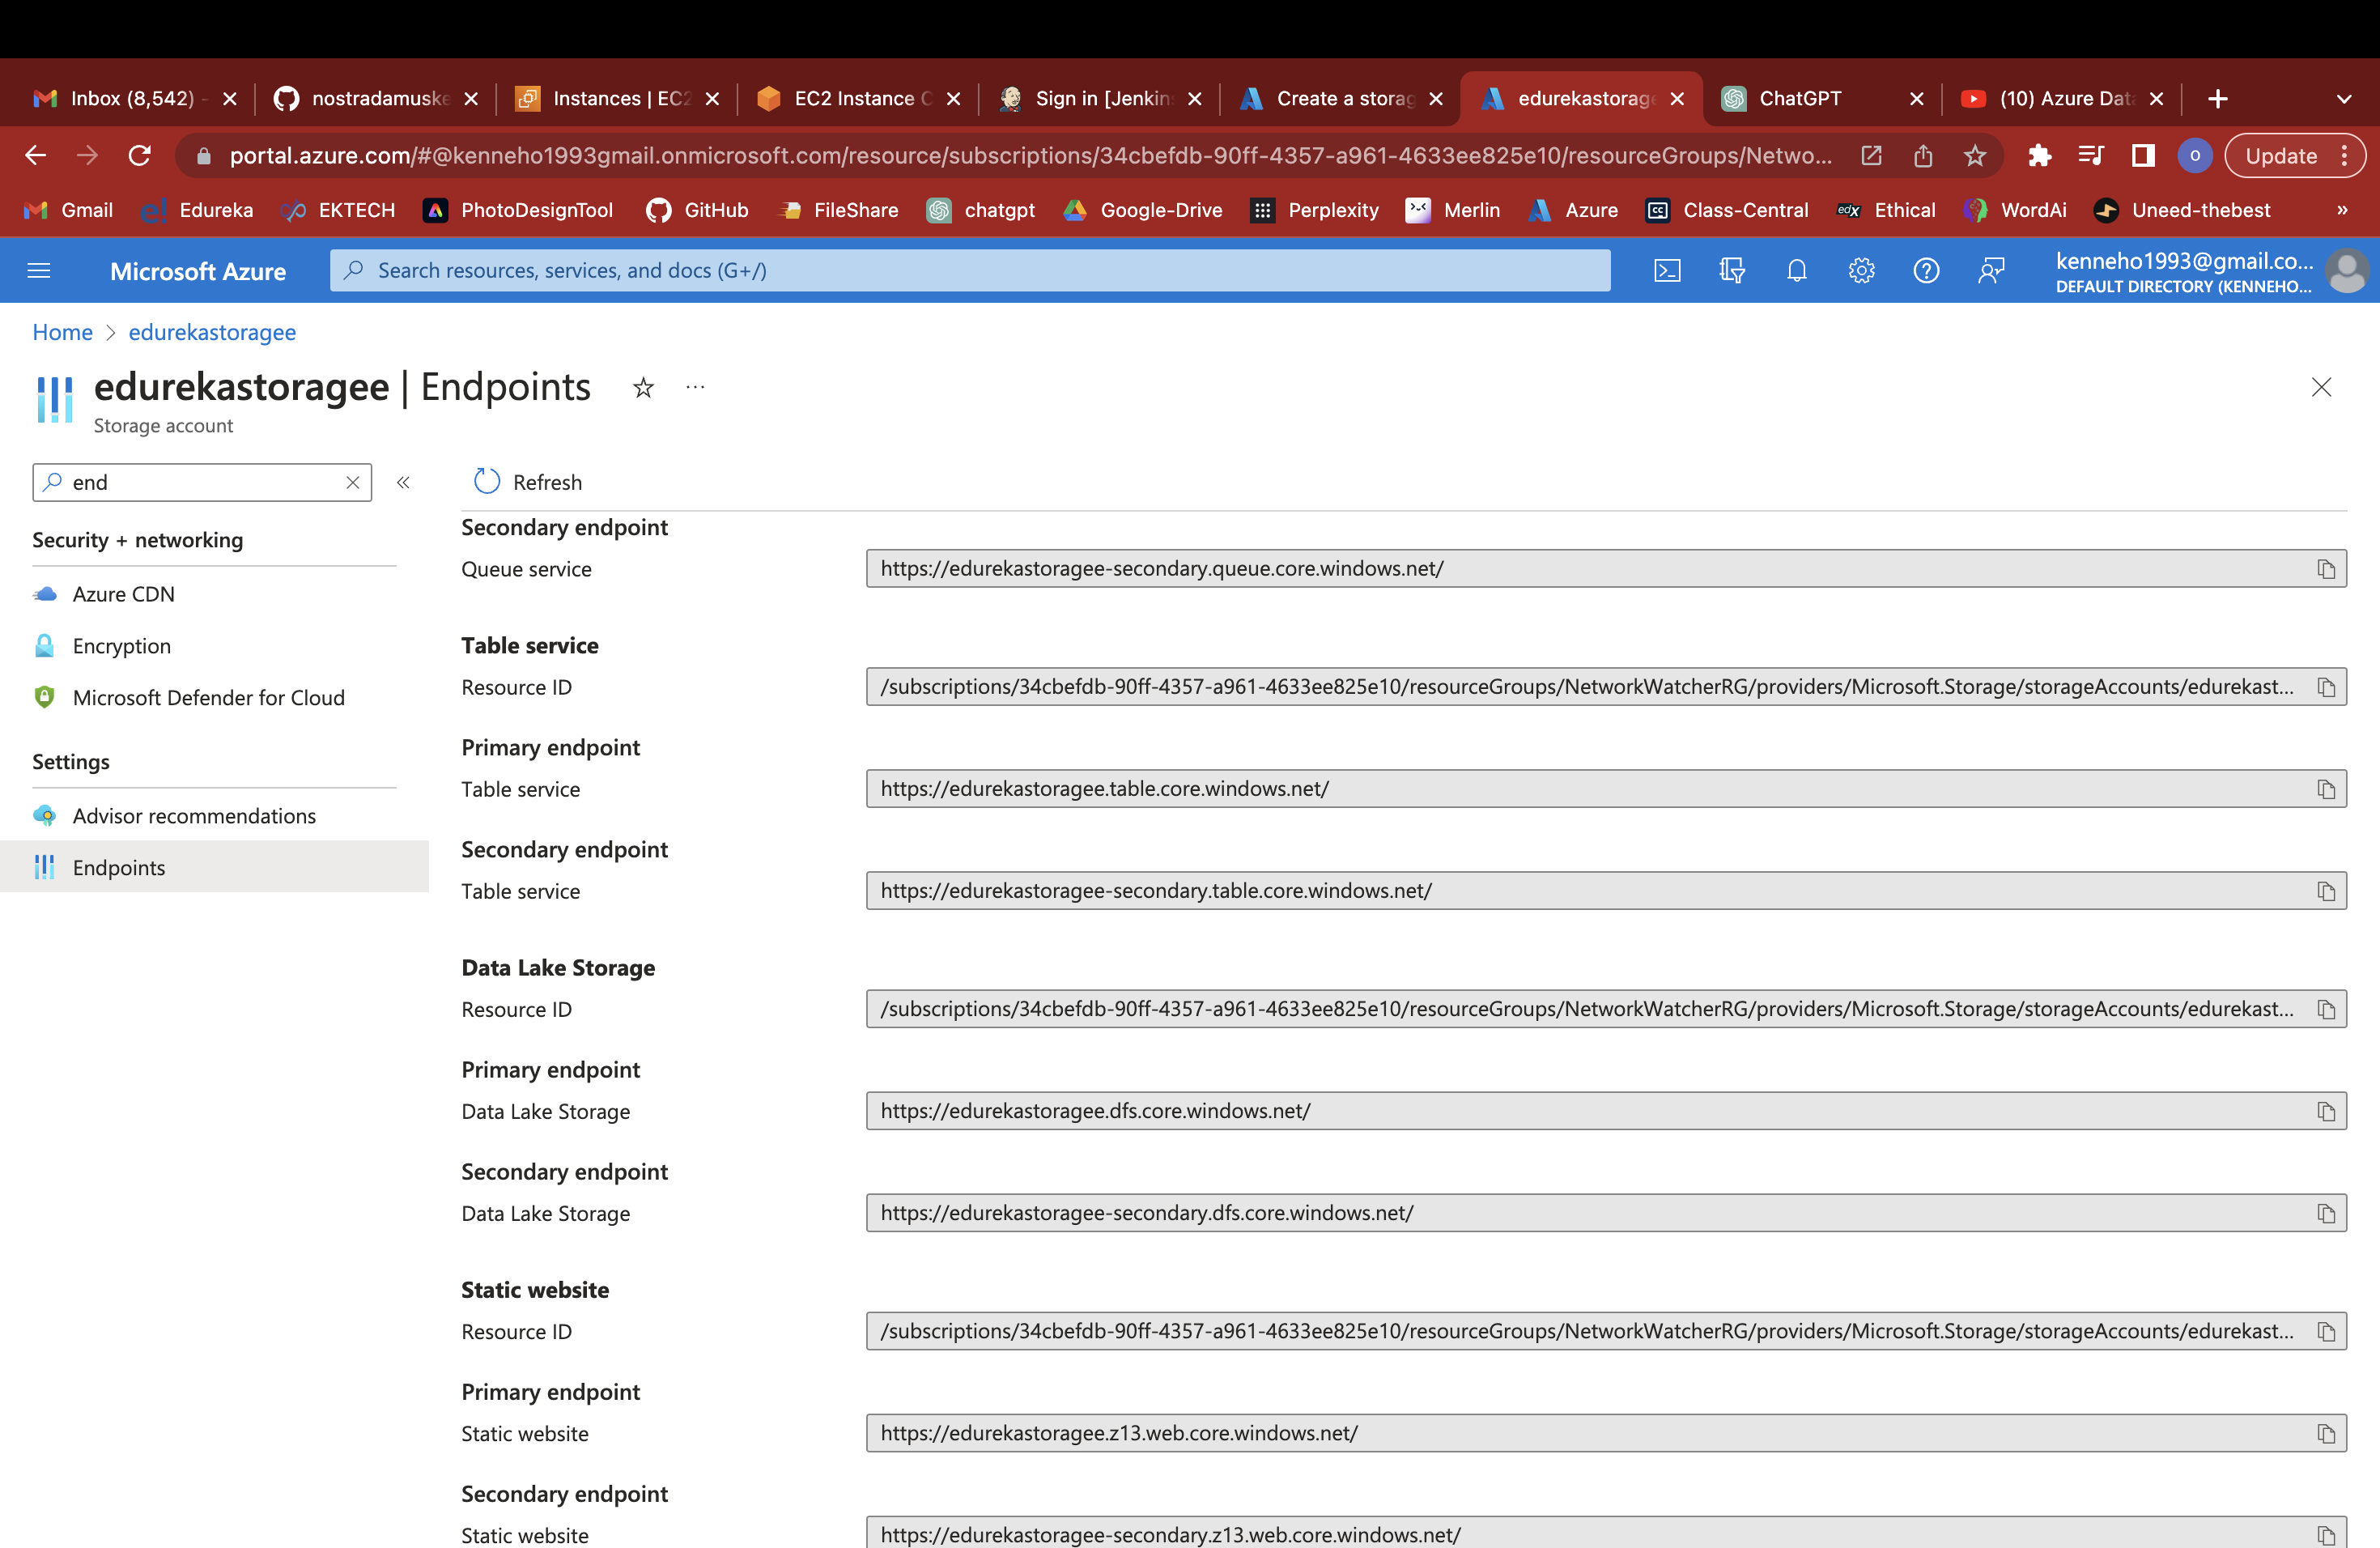 Inbox (8,542) -
nostradamuske
Instances | EC2
EC2 Instance C
Sign in [Jenkin
Create a storag
edurekastorage
ChatGPT
(10) Azure Data
portal.azure.com/#@kenneho1993gmail.onmicrosoft.com/resource/subscriptions/34cbefdb-90ff-4357-a961-4633ee825e10/resourceGroups/Netwo...
O
Update
Gmail
Edureka
EKTECH
PhotoDesignTool
GitHub
FileShare
chatgpt
Google-Drive
Perplexity
Merlin
Azure
Class-Central
Ethical
WordAi
Uneed-thebest
»
Microsoft Azure
Search resources, services, and docs (G+/)
kenneho1993@gmail.co...
DEFAULT DIRECTORY (KENNEHO...
Home > edurekastoragee
edurekastoragee | Endpoints
Storage account
end
Refresh
Security + networking
Azure CDN
Encryption
Microsoft Defender for Cloud
Settings
Advisor recommendations
Endpoints
Secondary endpoint
Queue service
https://edurekastoragee-secondary.queue.core.windows.net/
Table service
Resource ID
/subscriptions/34cbefdb-90ff-4357-a961-4633ee825e10/resourceGroups/NetworkWatcherRG/providers/Microsoft.Storage/storageAccounts/edurekast...
Primary endpoint
Table service
https://edurekastoragee.table.core.windows.net/
Secondary endpoint
Table service
https://edurekastoragee-secondary.table.core.windows.net/
Data Lake Storage
Resource ID
/subscriptions/34cbefdb-90ff-4357-a961-4633ee825e10/resourceGroups/NetworkWatcherRG/providers/Microsoft.Storage/storageAccounts/edurekast...
Primary endpoint
Data Lake Storage
https://edurekastoragee.dfs.core.windows.net/
Secondary endpoint
Data Lake Storage
https://edurekastoragee-secondary.dfs.core.windows.net/
Static website
Resource ID
/subscriptions/34cbefdb-90ff-4357-a961-4633ee825e10/resourceGroups/NetworkWatcherRG/providers/Microsoft.Storage/storageAccounts/edurekast...
Primary endpoint
Static website
https://edurekastoragee.z13.web.core.windows.net/
Secondary endpoint
Static website
https://edurekastoragee-secondary.z13.web.core.windows.net/